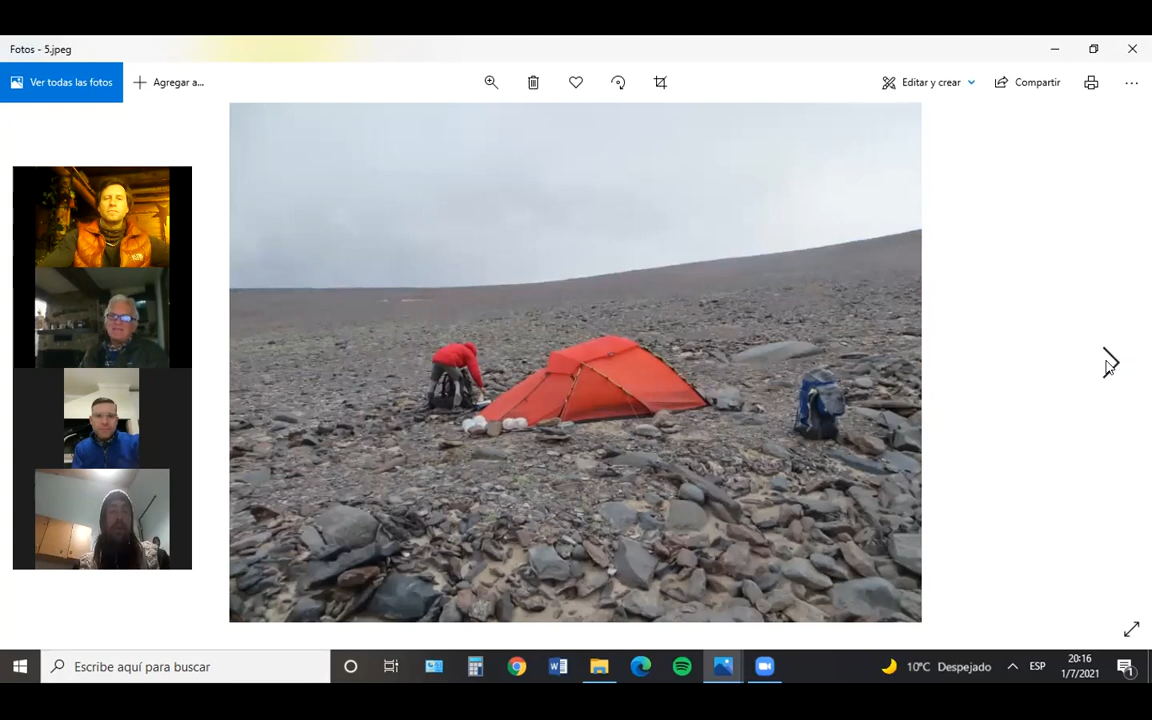 Fotos - 5.jpeg
Ver todas las fotos
Agregar a...
Editar y crear
Compartir
Escribe aquí para buscar
10°C Despejado
ESP
20:16
1/7/2021
1